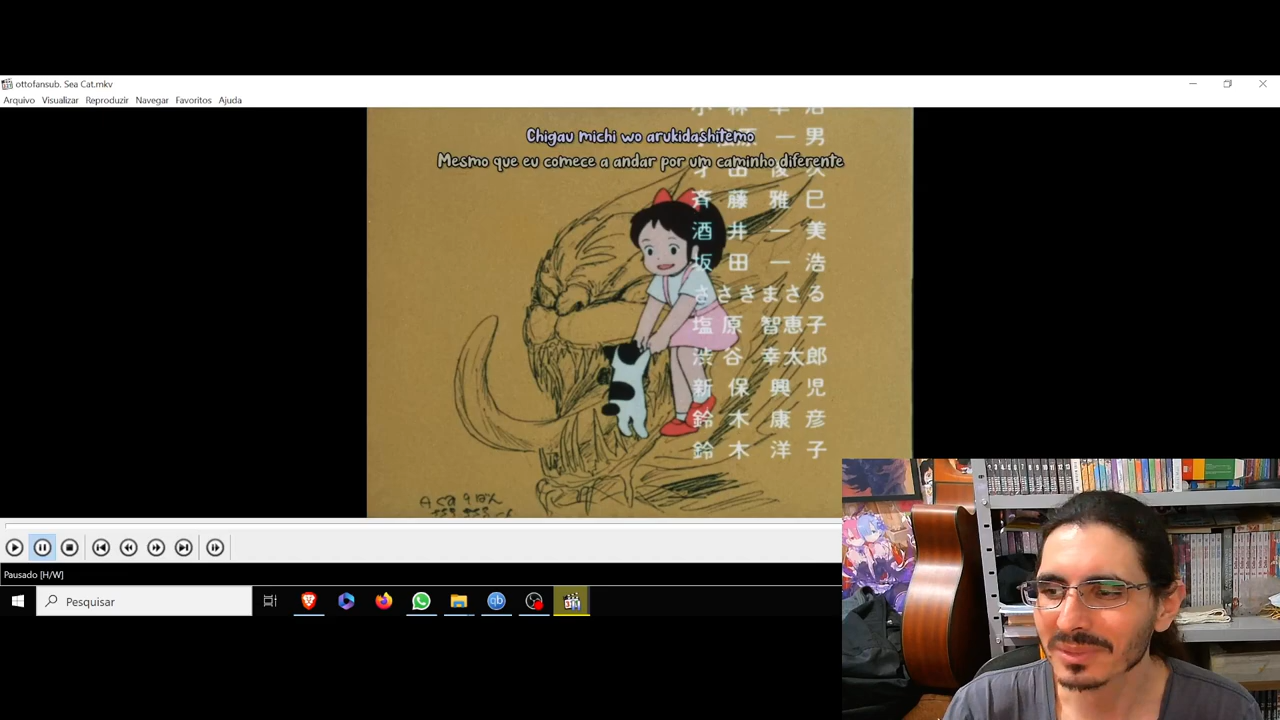 ottofansub. Sea Cat.mkv
Arquivo Visualizar Reproduzir Navegar Favoritos Ajuda
Chigau michi wo arukidashitemo
Mesmo que eu comece a andar por um caminho diferente
斉藤雅巳
酒井一美
坂田一浩
ささきまさる
塩原智恵子
渋谷幸太郎
新保興児
鈴木康彦
鈴木洋子
Pausado [H/W]
Pesquisar